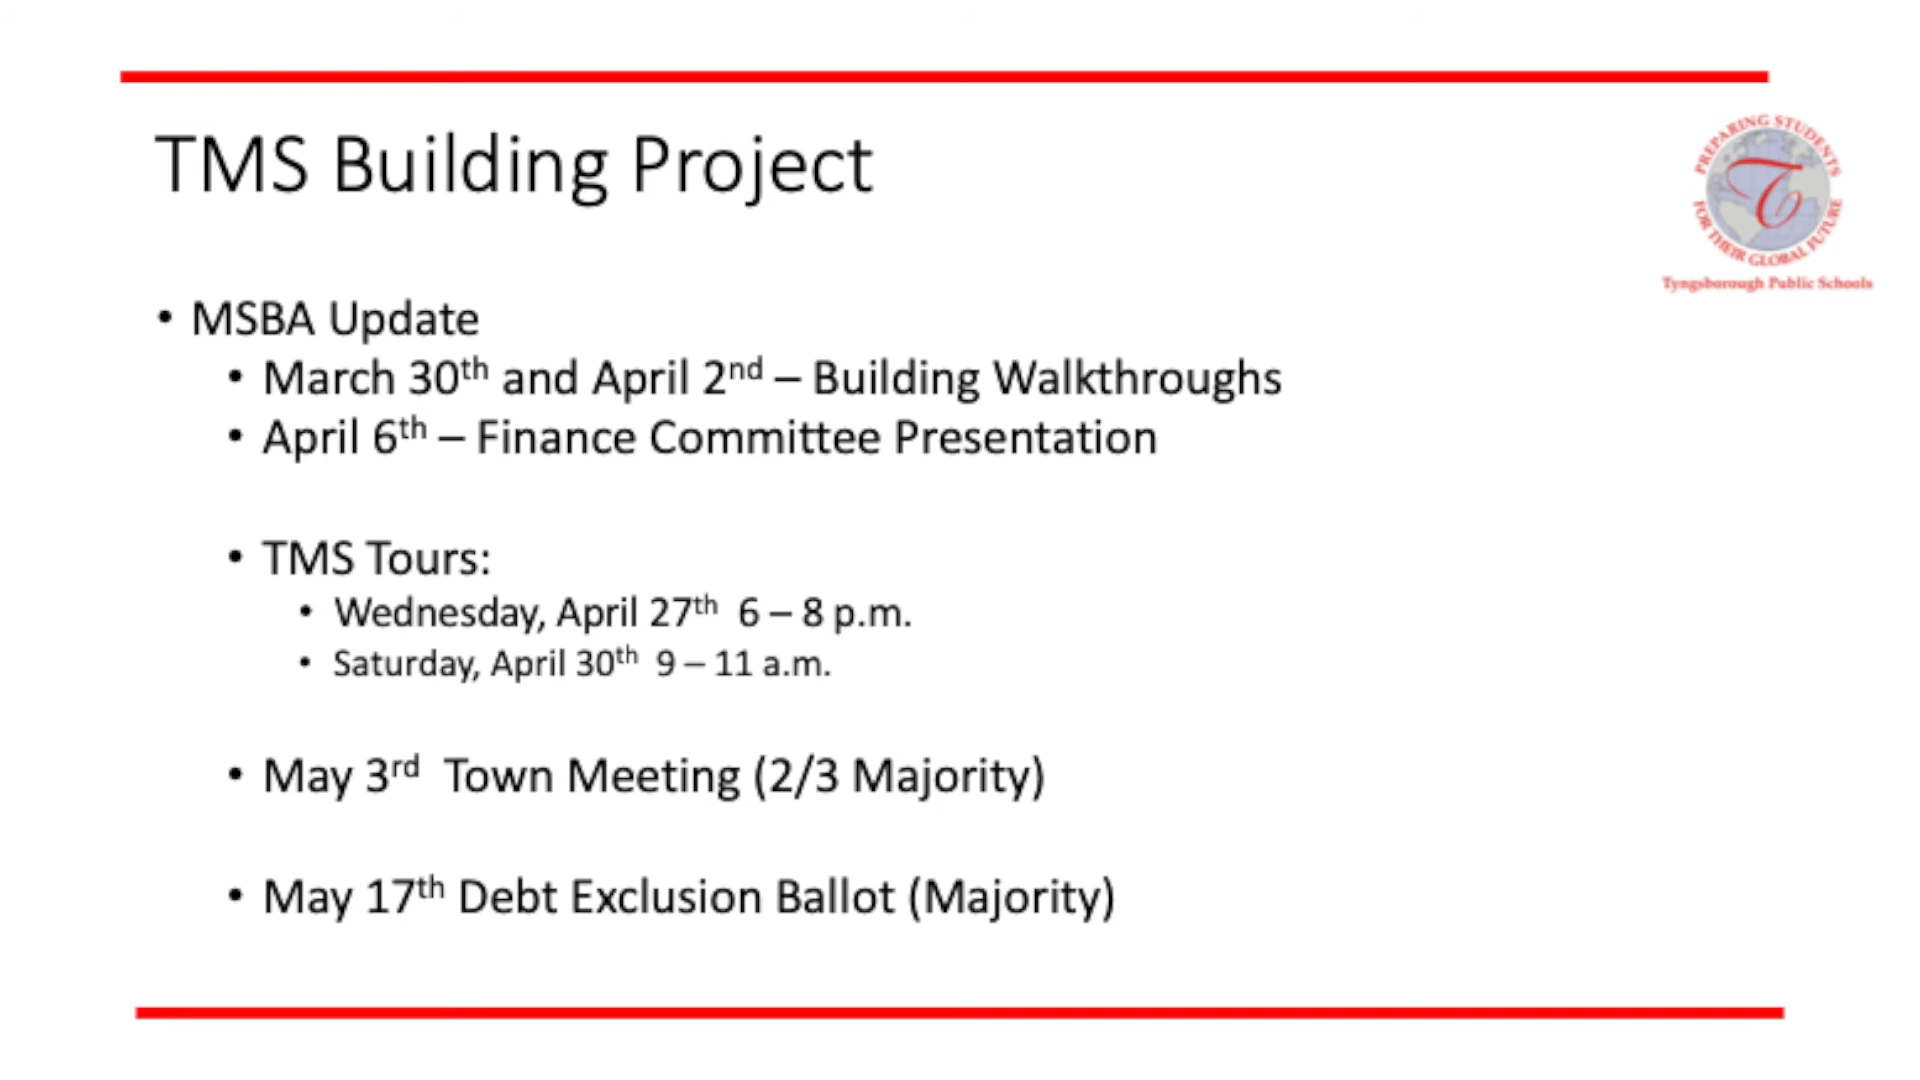 TMS Building Project
PREPARING STUDENTS
FOR THEIR GLOBAL FUTURE
T
Tyngsborough Public Schools
• MSBA Update
• March 30th and April 2nd – Building Walkthroughs
• April 6th – Finance Committee Presentation
• TMS Tours:
• Wednesday, April 27th 6 – 8 p.m.
• Saturday, April 30th 9 – 11 a.m.
• May 3rd Town Meeting (2/3 Majority)
• May 17th Debt Exclusion Ballot (Majority)